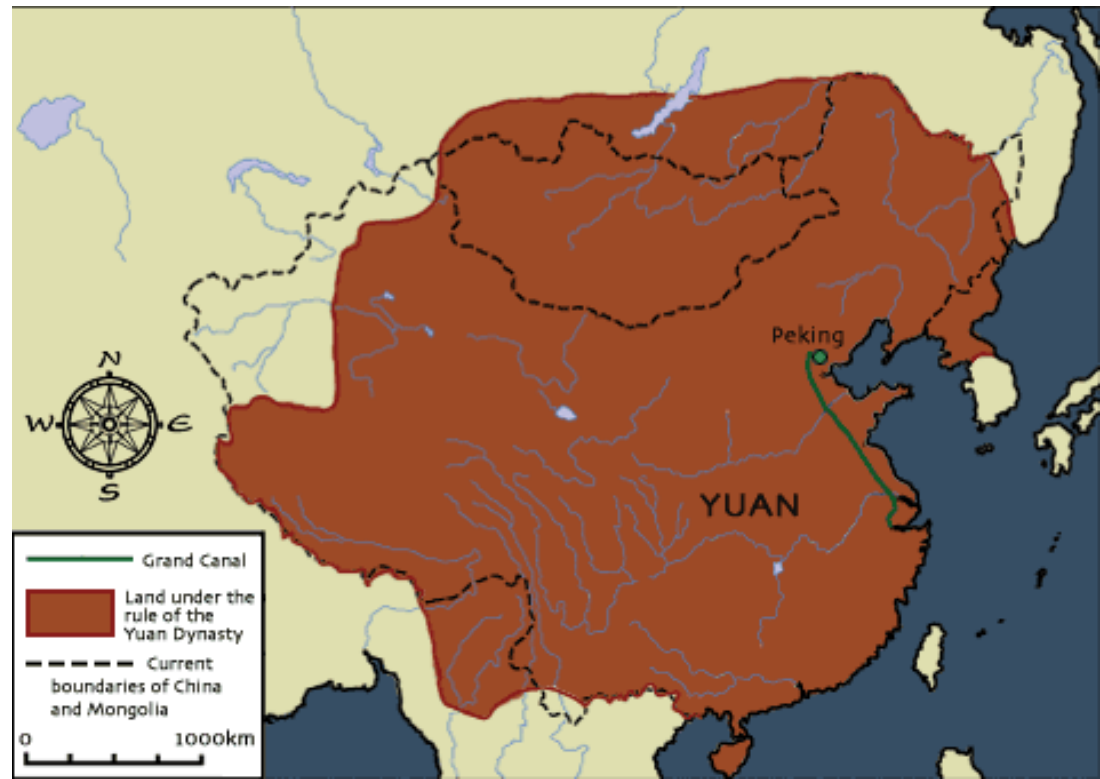 Peking
YUAN
N
W
E
S
Grand Canal
Land under the
rule of the
Yuan Dynasty
Current
boundaries of China
and Mongolia
0 1000km